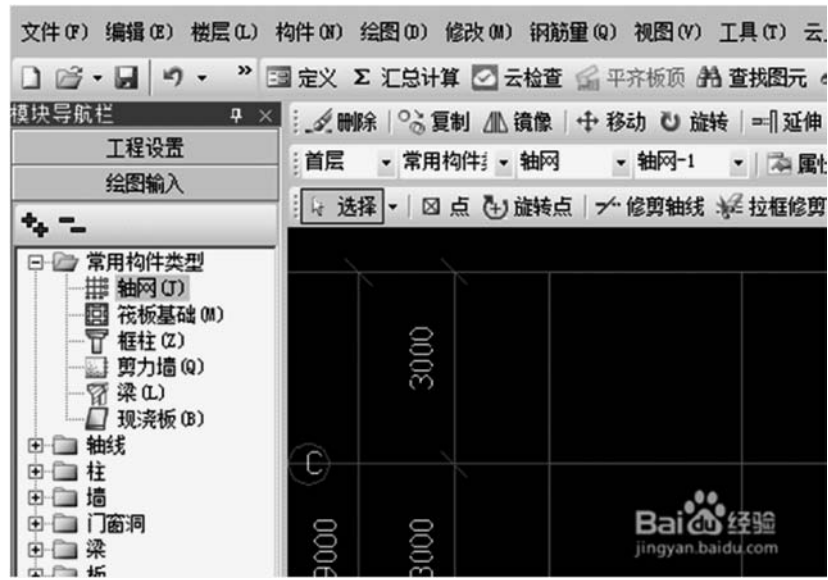 文件(F) 编辑(E) 楼层(L) 构件(N) 绘图(D) 修改(M) 钢筋量(Q) 视图(V) 工具(T)
» 定义 Σ 汇总计算 云检查 平齐板顶 查找图元
模块导航栏
工程设置
绘图输入
常用构件类型
轴网(J)
筏板基础(M)
框柱(Z)
剪力墙(Q)
梁(L)
现浇板(B)
轴线
柱
墙
门窗洞
梁
板
删除 复制 镜像 移动 旋转 延伸
首层 常用构件 轴网 轴网-1
选择 点 旋转点 修剪轴线 拉框修剪
3000
C
9000
3000
Baidu 经验
jingyan.baidu.com